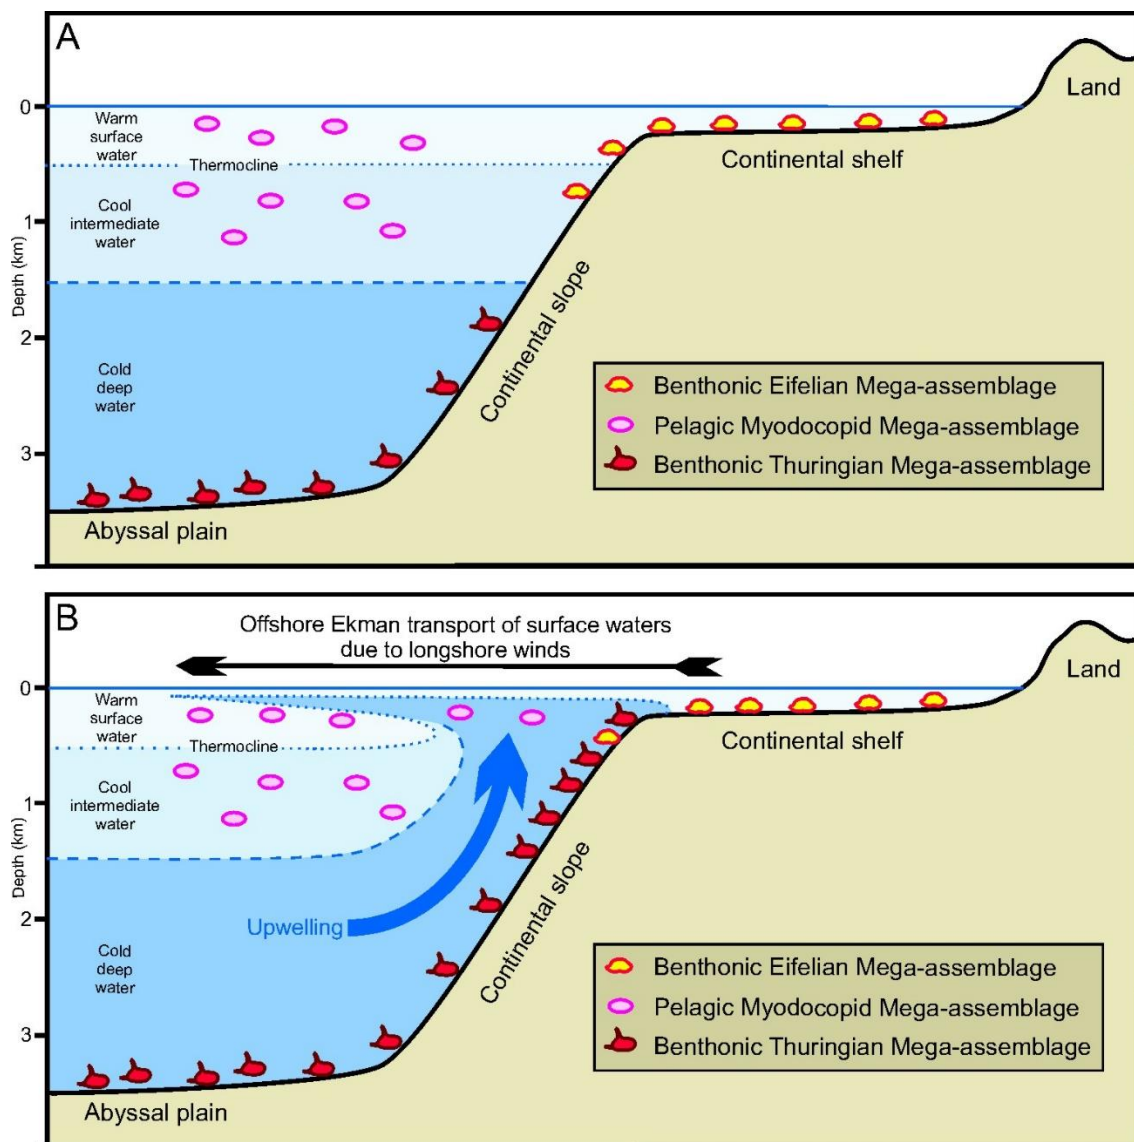 A
Land
0
Warm
surface
water
Thermocline
Continental shelf
Cool
intermediate
water
1
Depth (km)
2
Cold
deep
water
Continental slope
3
Benthonic Eifelian Mega-assemblage
Pelagic Myodocopid Mega-assemblage
Benthonic Thuringian Mega-assemblage
Abyssal plain
B
Offshore Ekman transport of surface waters
due to longshore winds
Land
0
Warm
surface
water
Thermocline
Continental shelf
Cool
intermediate
water
1
Depth (km)
2
Upwelling
Cold
deep
water
Continental slope
3
Benthonic Eifelian Mega-assemblage
Pelagic Myodocopid Mega-assemblage
Benthonic Thuringian Mega-assemblage
Abyssal plain